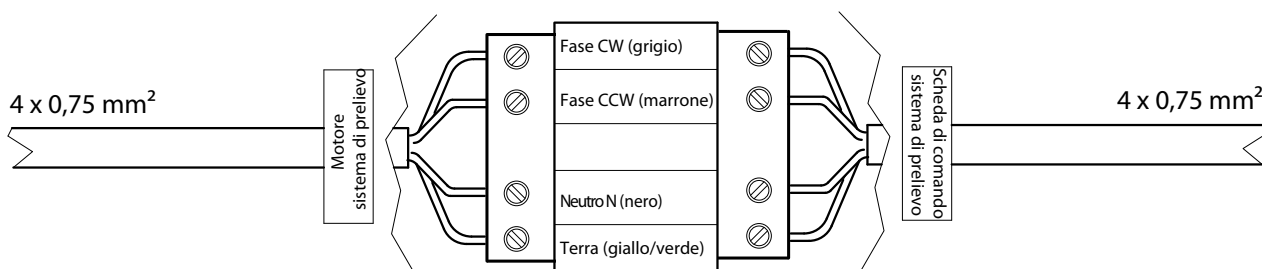 4 x 0,75 mm²
Motore
sistema di prelievo
Fase CW (grigio)
Fase CCW (marrone)
Neutro N (nero)
Terra (giallo/verde)
Scheda di comando
sistema di prelievo
4 x 0,75 mm²